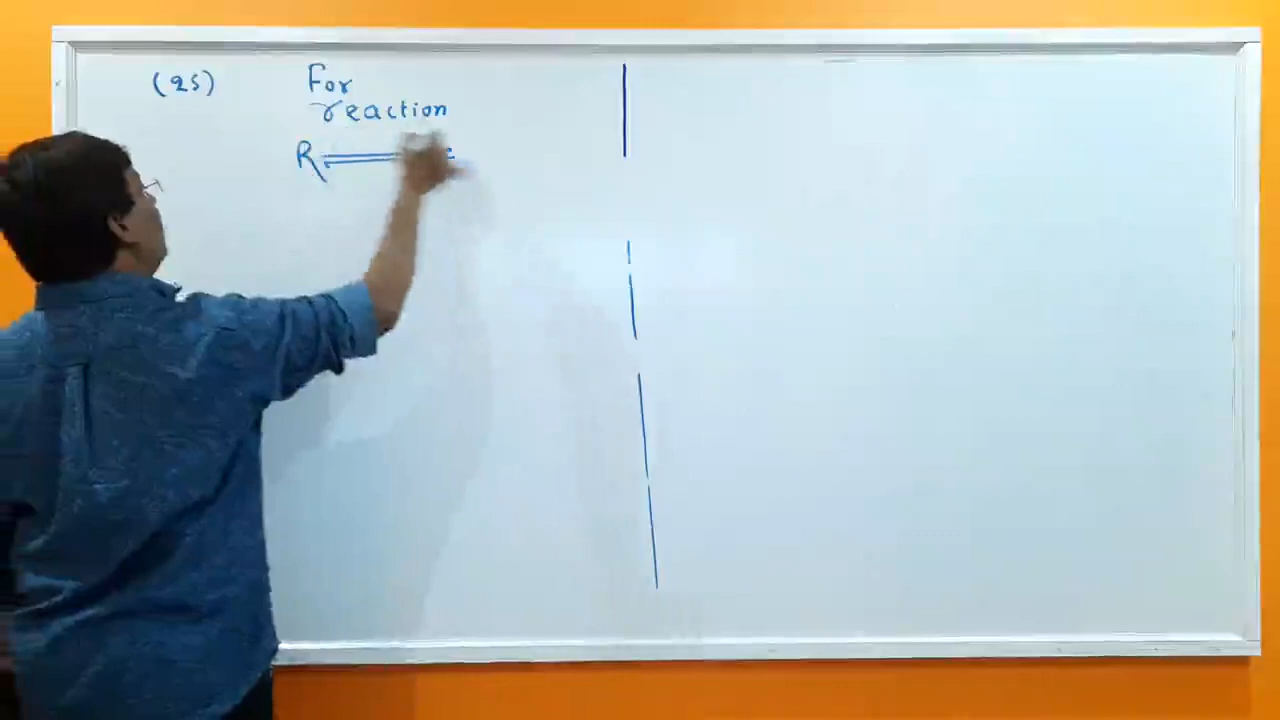 (25) For
reaction
R ⇌